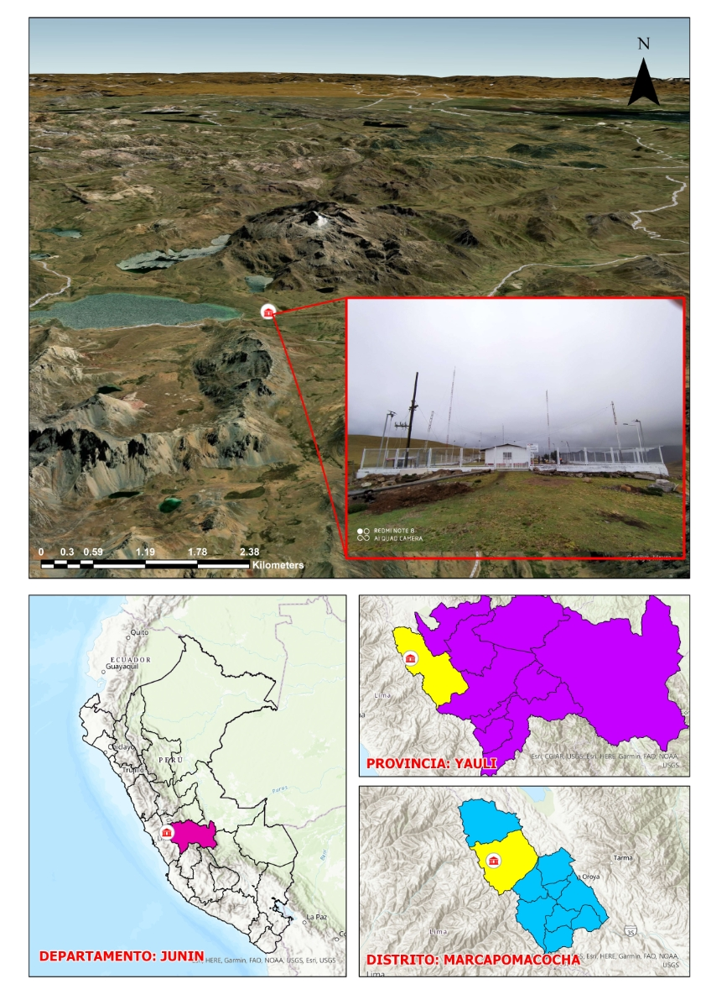 N
REDMI NOTE 8
AI QUAD CAMERA
0 0.3 0.59 1.19 1.78 2.38
Kilometers
Quito
ECUADOR
Guayaquil
Chiclayo
PERÚ
Trujillo
Purus
Beni
La Paz
DEPARTAMENTO: JUNIN
HERE, Garmin, FAO, NOAA, USGS, Esri, USGS
Lima
PROVINCIA: YAULI
Esri, CGIAR, USGS, Esri, HERE, Garmin, FAO, NOAA,
USGS
Tarma
a Oroya
Lima
3S
DISTRITO: MARCAPOMACOCHA
S, Esri, HERE, Garmin, FAO, NOAA,
USGS
Lima